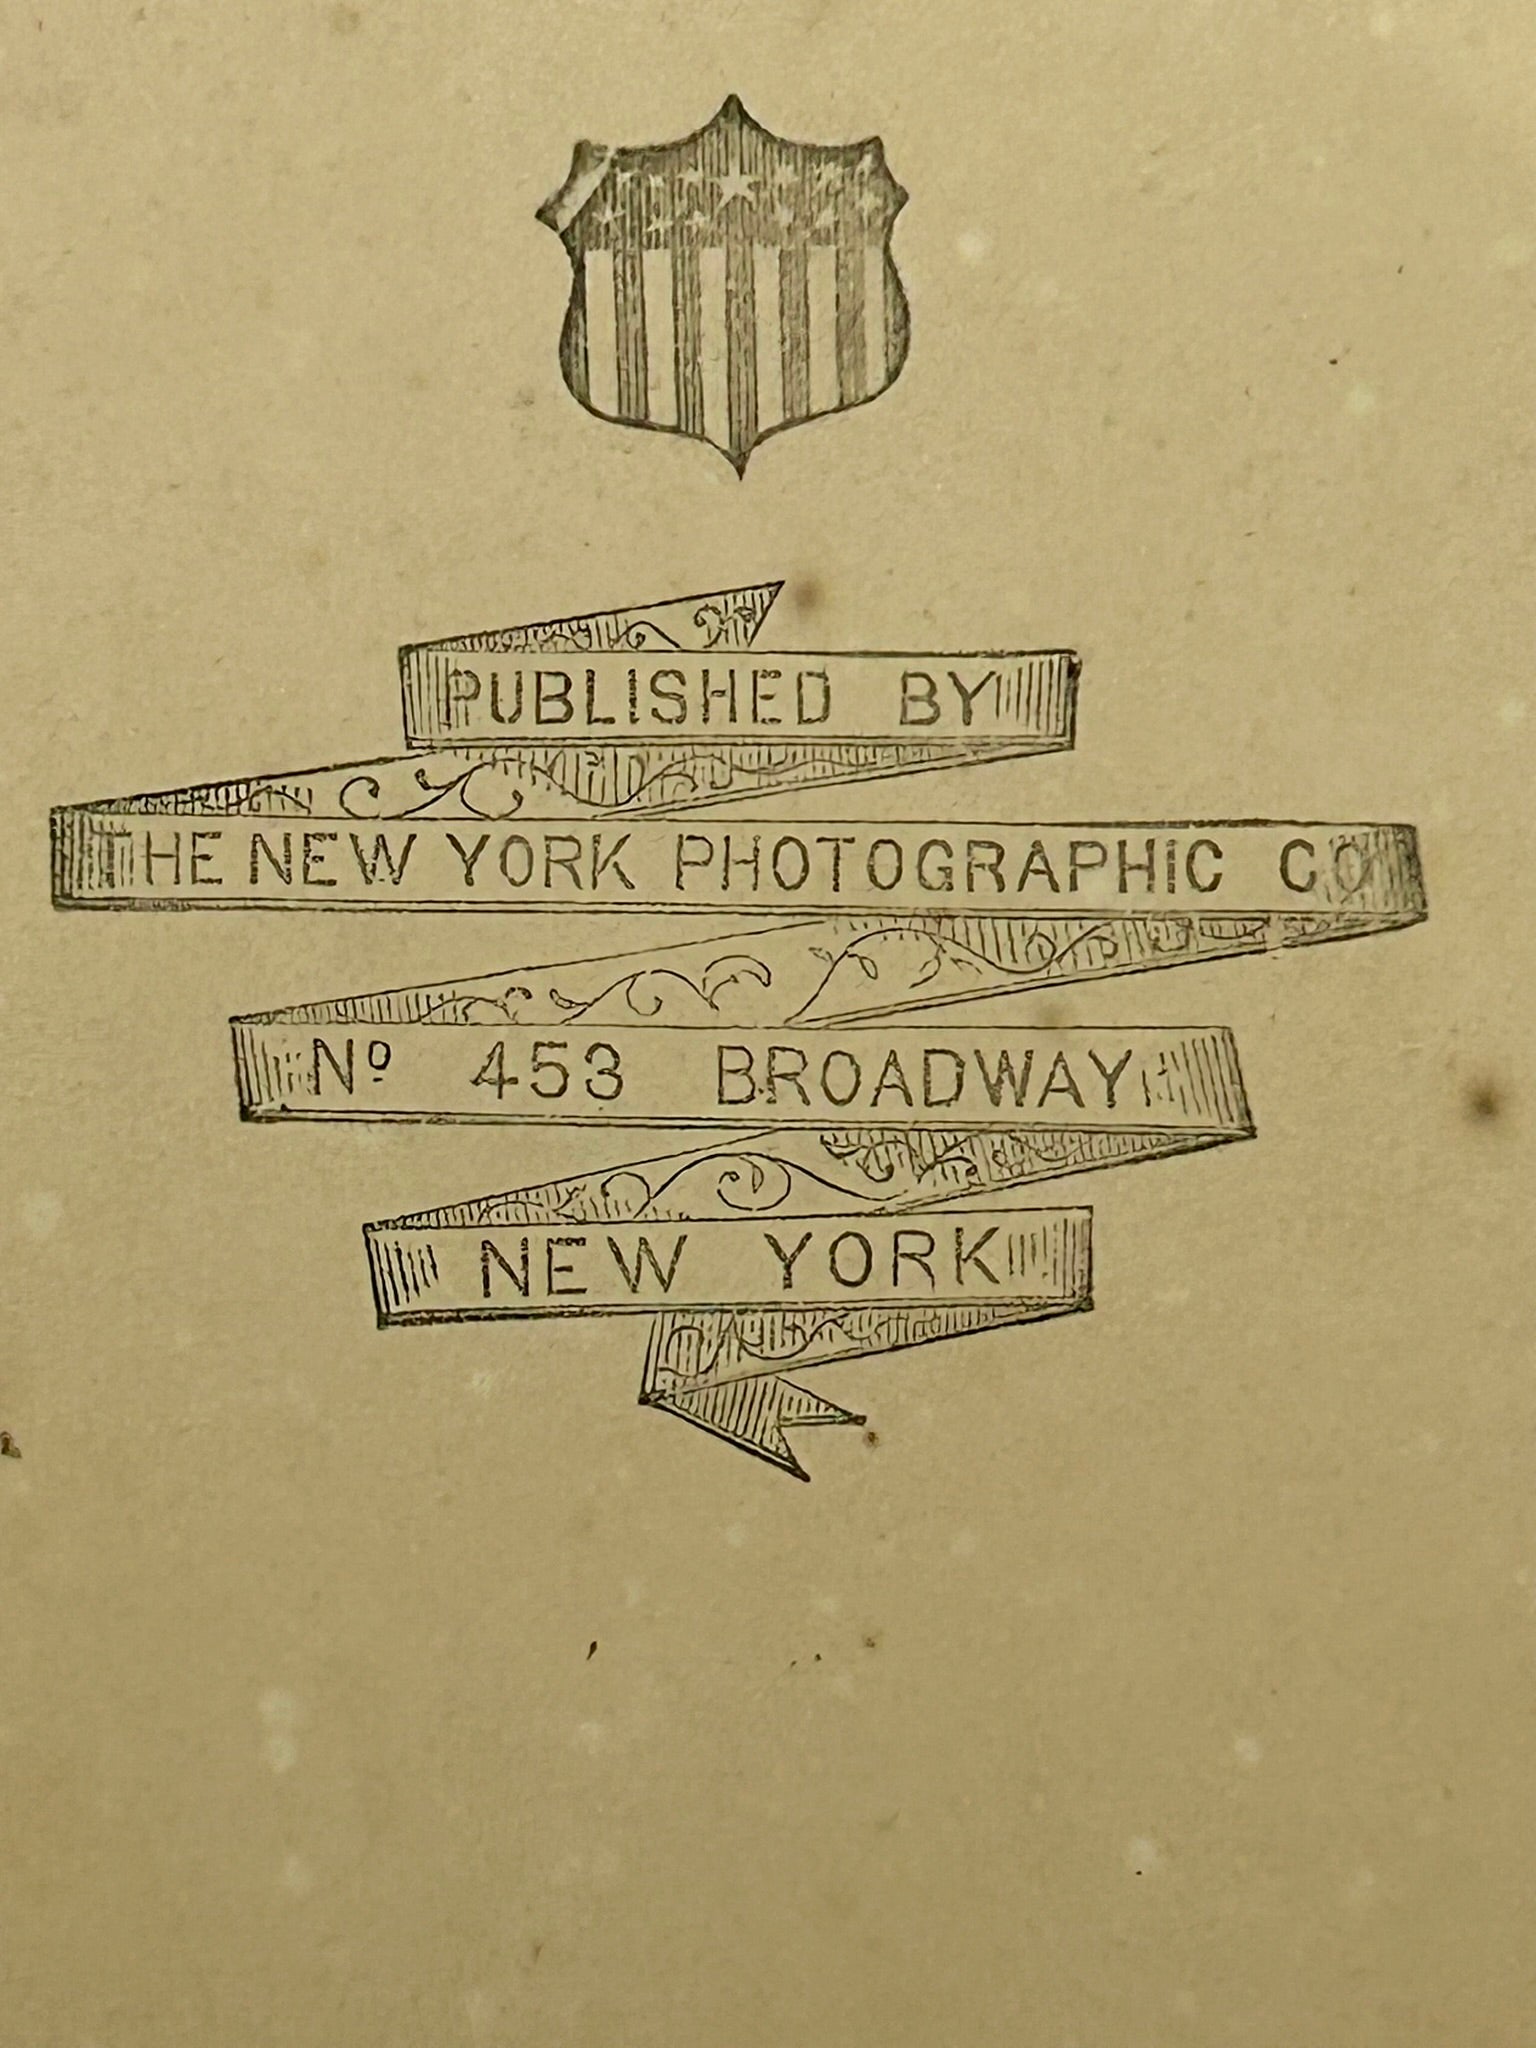 PUBLISHED BY
THE NEW YORK PHOTOGRAPHIC CO
Nº 453 BROADWAY
NEW YORK